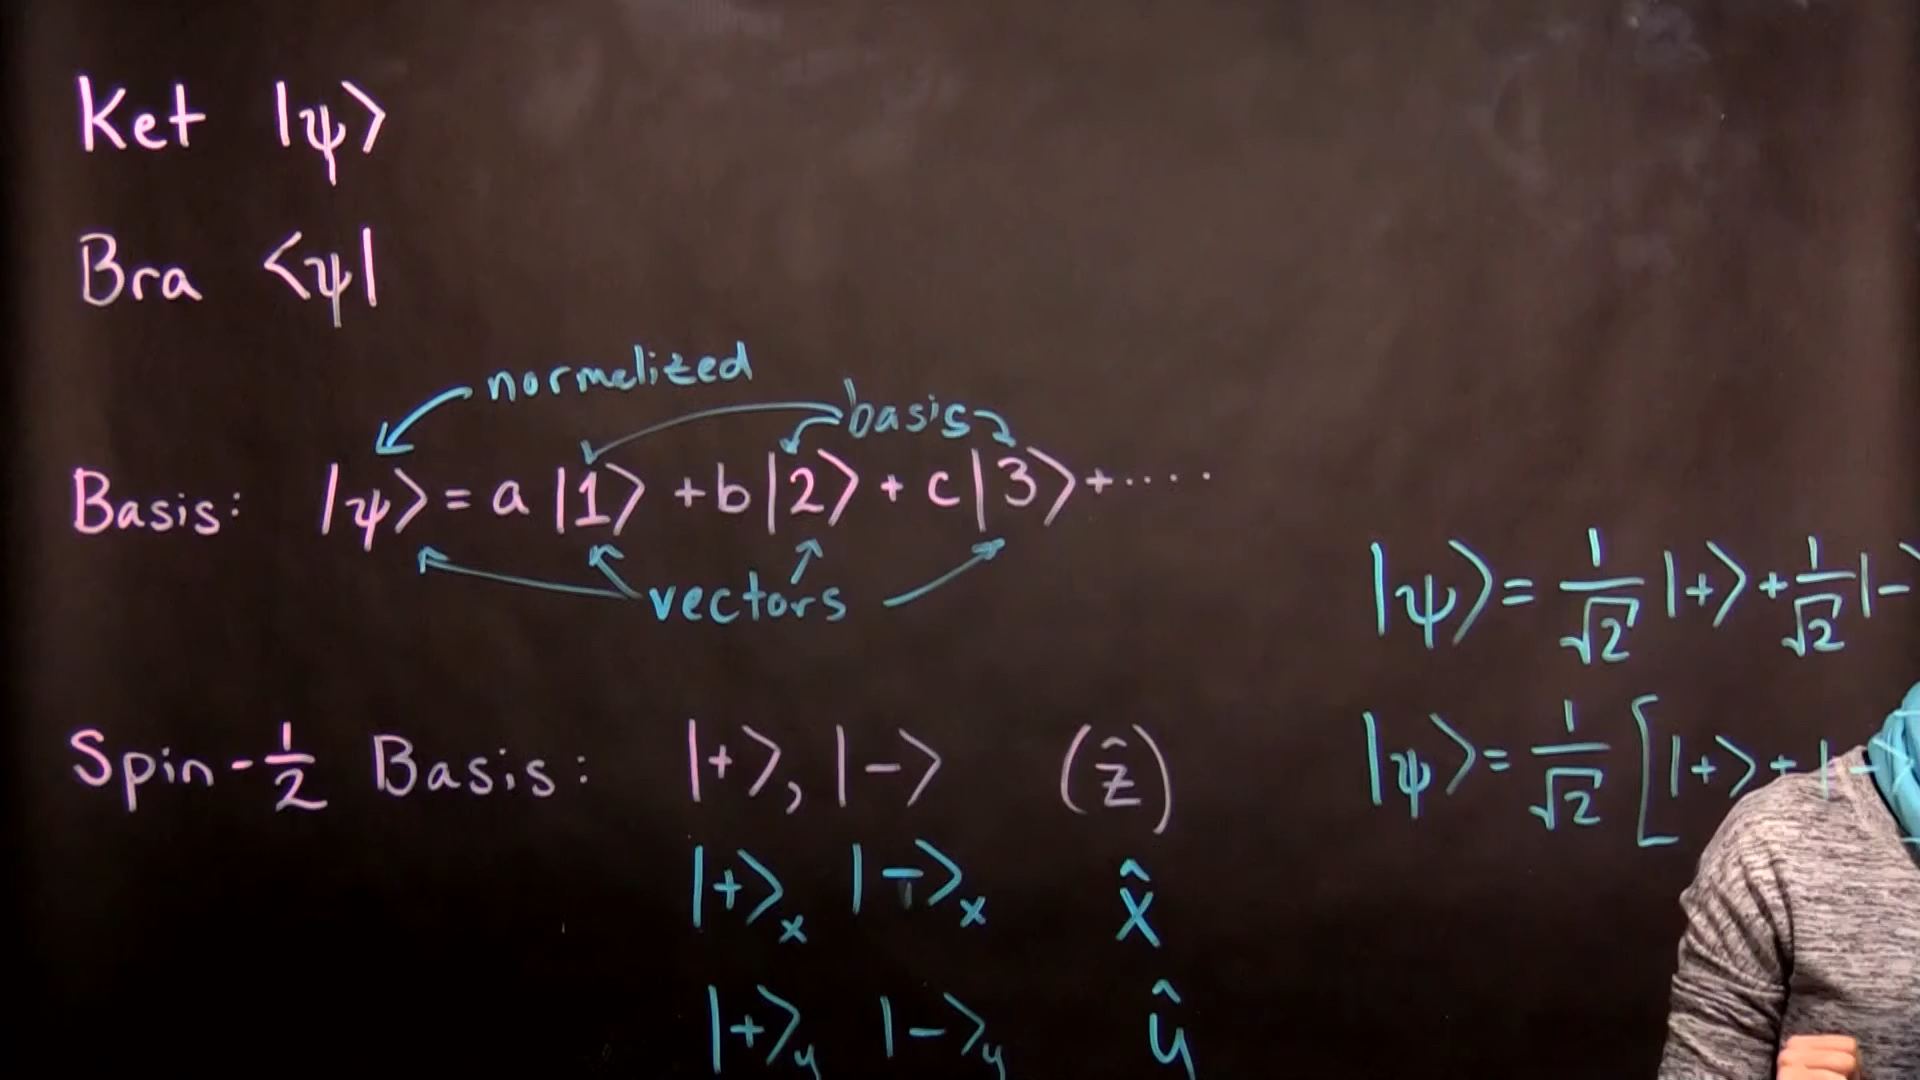 Ket |ψ⟩
Bra <ψ|
normalized
basis
Basis: |ψ⟩ = a |1⟩ + b|2⟩ + c|3⟩ + ....
vectors
|ψ⟩ = 1/√2 |+⟩ + 1/√2 |-⟩
|ψ⟩ = 1/√2 [|+⟩ + |-⟩
Spin-1/2 Basis: |+⟩, |-⟩ (ẑ)
|+⟩x |-⟩x x̂
|+⟩y |-⟩y ŷ